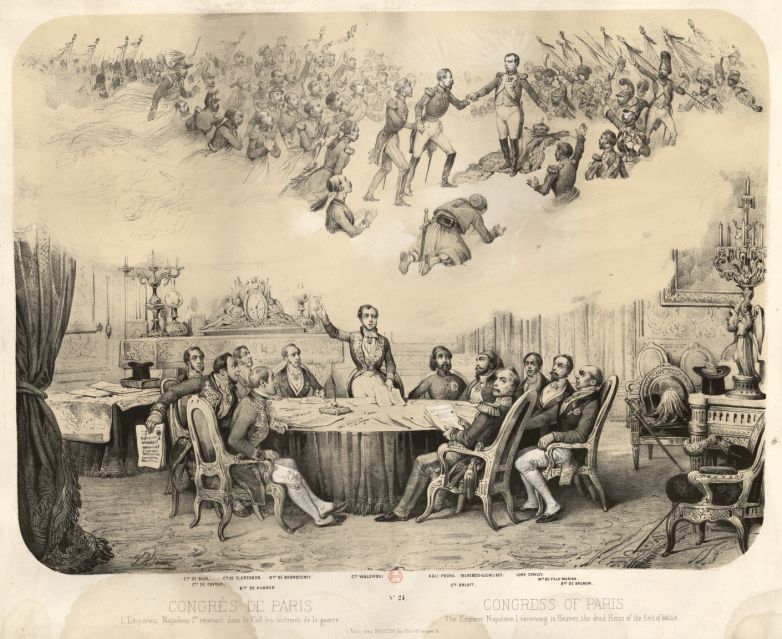 Cte DE BUOL.
Cte DE CLARENDON.
Bon DE BOURQUENEY.
Cte WALEWSKI
AALI PACHA.
MEHEMED-DJEMIL-BEY.
LORD COWLEY.
Mis DE VILLA-MARINA.
Cte DE CAVOUR.
Bon DE HUBNER.
Cte ORLOFF.
Bon DE BRUNOW.
No 24
CONGRÈS DE PARIS
CONGRESS OF PARIS
L'Empereur Napoléon 1er recevant dans le Ciel les victimes de la guerre
The Emperor Napoleon I receiving in Heaven, the dead Heros of the field of battle.